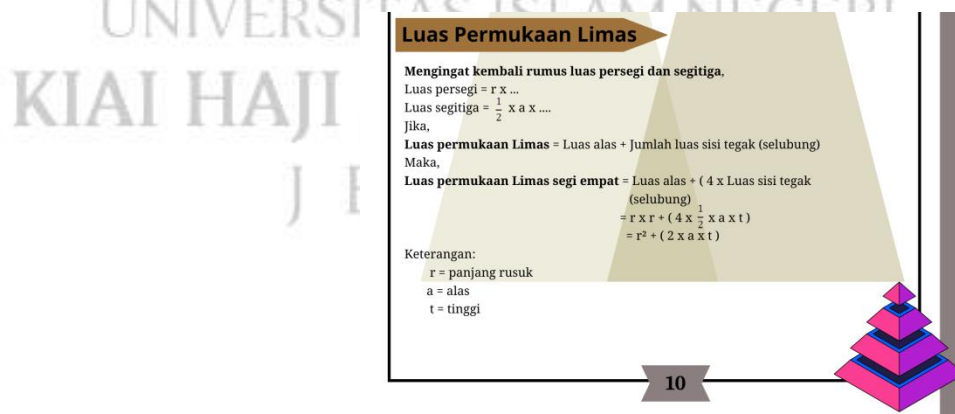 UNIVERSITAS ISLAM NEGERI
KIAI HAJI
J
Luas Permukaan Limas
Mengingat kembali rumus luas persegi dan segitiga,
Luas persegi = r x ...
Luas segitiga = 1/2 x a x ....
Jika,
Luas permukaan Limas = Luas alas + Jumlah luas sisi tegak (selubung)
Maka,
Luas permukaan Limas segi empat = Luas alas + ( 4 x Luas sisi tegak
(selubung)
= r x r + ( 4 x 1/2 x a x t )
= r² + ( 2 x a x t )
Keterangan:
r = panjang rusuk
a = alas
t = tinggi
10